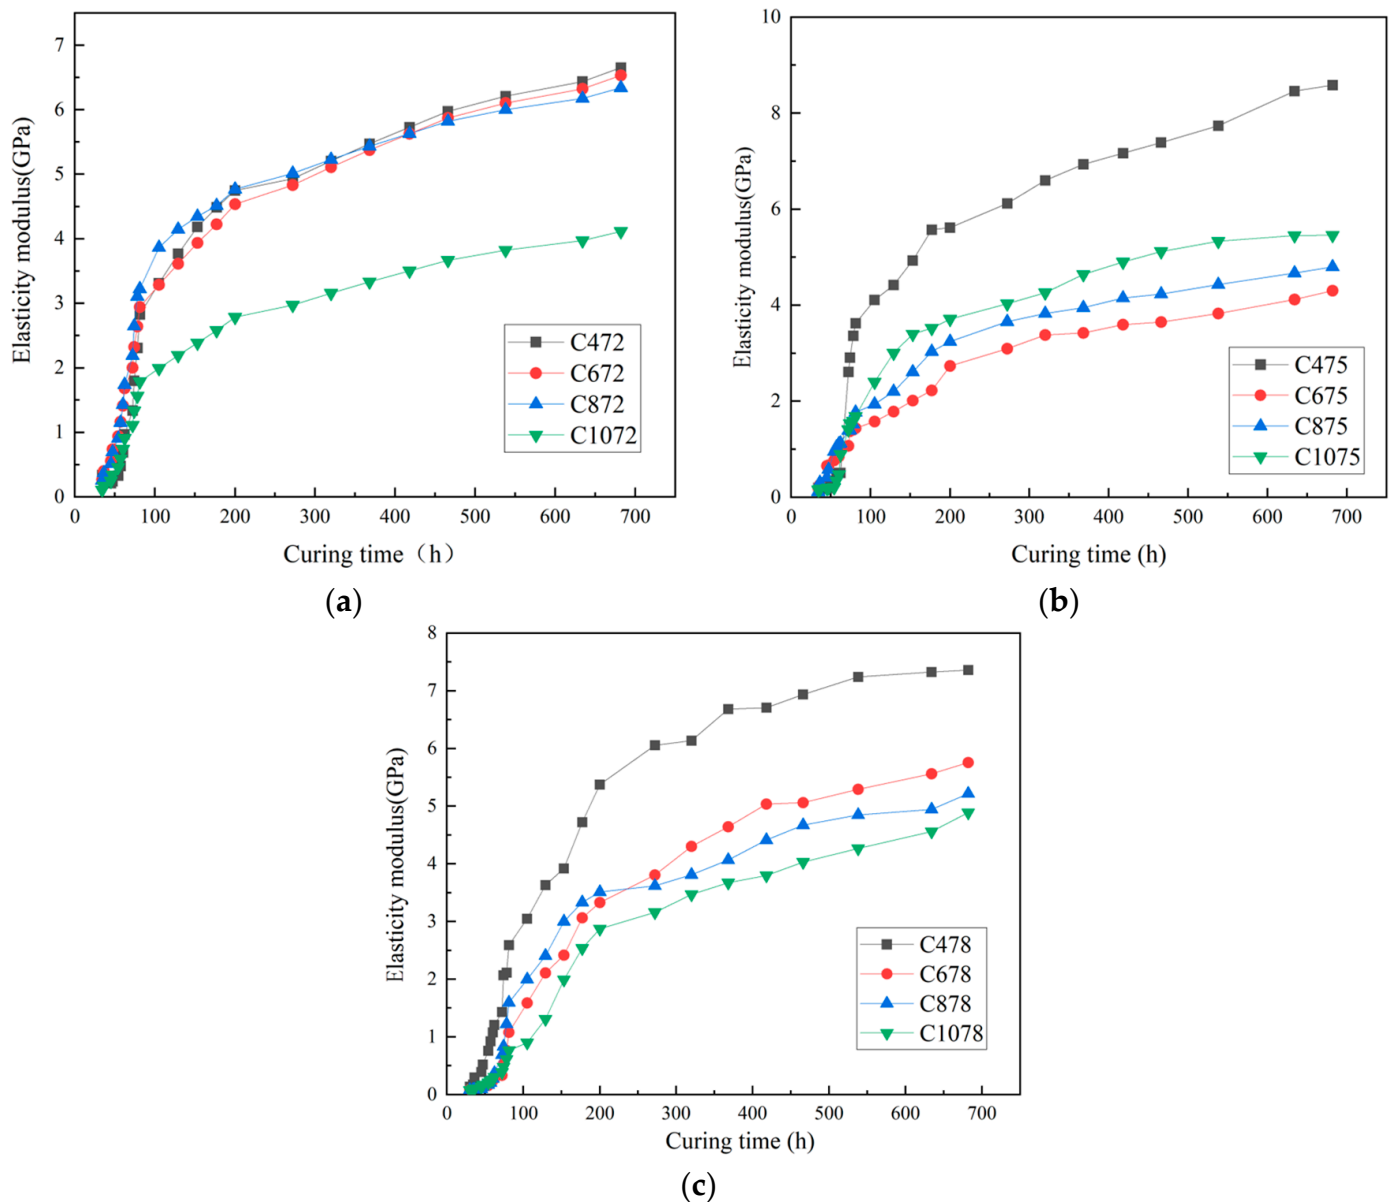 Elasticity modulus(GPa)
7
6
5
4
3
2
1
0
0 100 200 300 400 500 600 700
Curing time（h）
C472
C672
C872
C1072
(a)
Elasticity modulus(GPa)
10
8
6
4
2
0
0 100 200 300 400 500 600 700
Curing time (h)
C475
C675
C875
C1075
(b)
Elasticity modulus(GPa)
8
7
6
5
4
3
2
1
0
0 100 200 300 400 500 600 700
Curing time (h)
C478
C678
C878
C1078
(c)